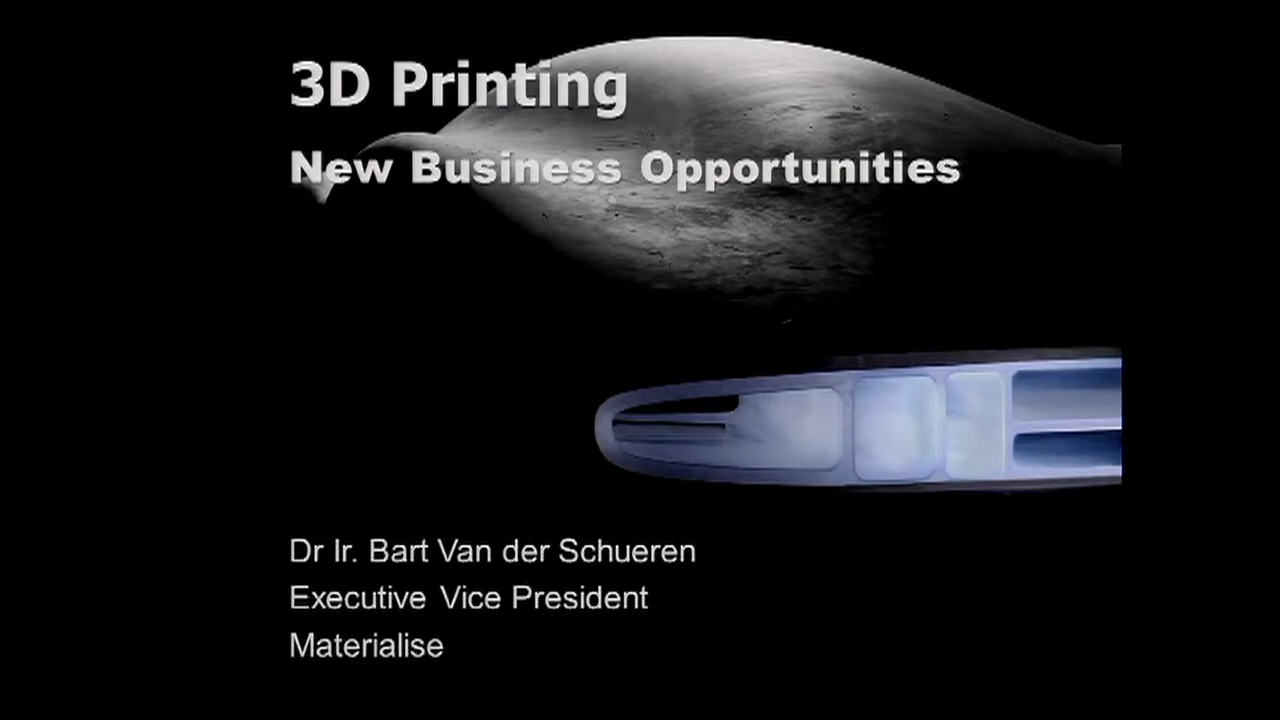 3D Printing
New Business Opportunities
Dr Ir. Bart Van der Schueren
Executive Vice President
Materialise